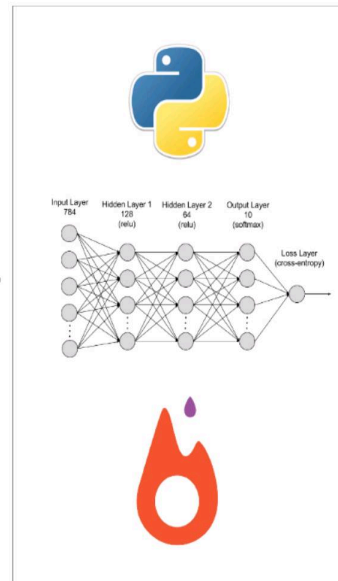 Input Layer
784
Hidden Layer 1
128
(relu)
Hidden Layer 2
64
(relu)
Output Layer
10
(softmax)
Loss Layer
(cross-entropy)